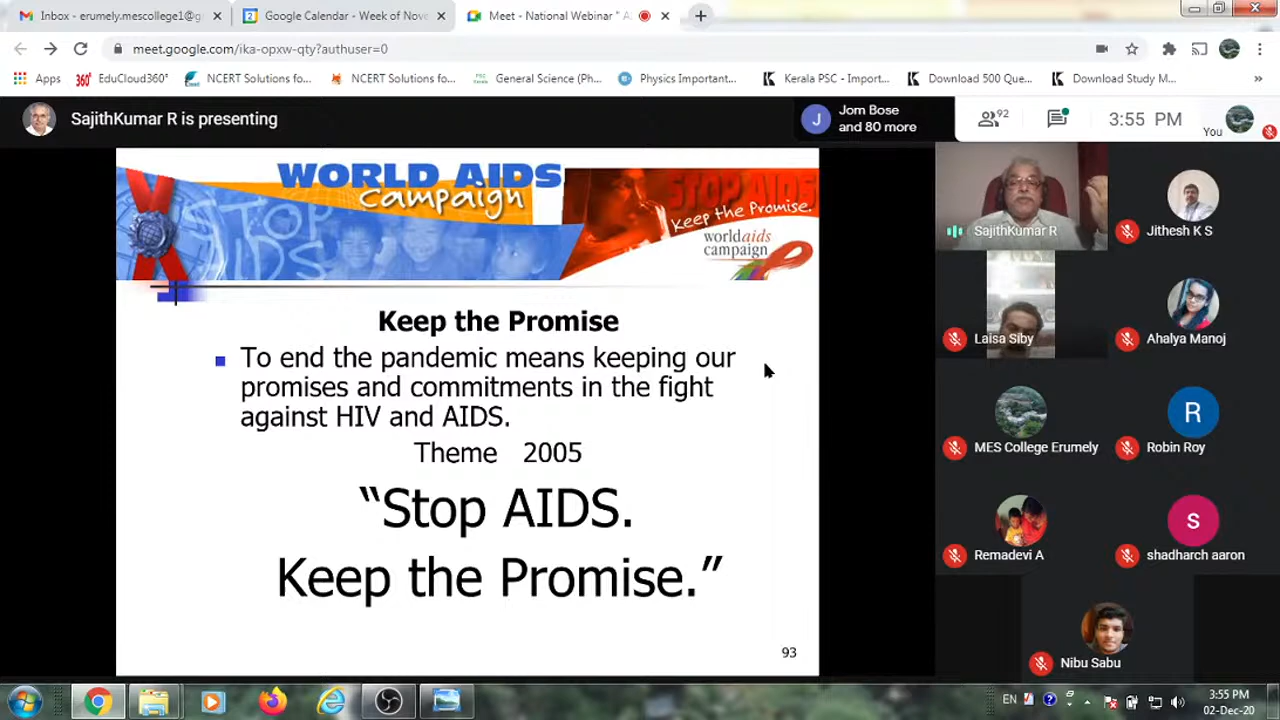 Inbox - erumely.mescollege1@g
Google Calendar - Week of Nove
Meet - National Webinar " A
meet.google.com/ika-opxw-qty?authuser=0
Apps
EduCloud360°
NCERT Solutions fo...
NCERT Solutions fo...
General Science (Ph...
Physics Important...
Kerala PSC - Import...
Download 500 Que...
Download Study M...
»
SajithKumar R is presenting
J
Jom Bose
and 80 more
92
3:55 PM
You
WORLD AIDS
campaign
STOP
AIDS
STOP AIDS
Keep the Promise.
worldaids
campaign
Keep the Promise
To end the pandemic means keeping our
promises and commitments in the fight
against HIV and AIDS.
Theme 2005
“Stop AIDS.
Keep the Promise.”
93
SajithKumar R
Jithesh K S
Laisa Siby
Ahalya Manoj
MES College Erumely
R
Robin Roy
Remadevi A
s
shadharch aaron
Nibu Sabu
EN
3:55 PM
02-Dec-20